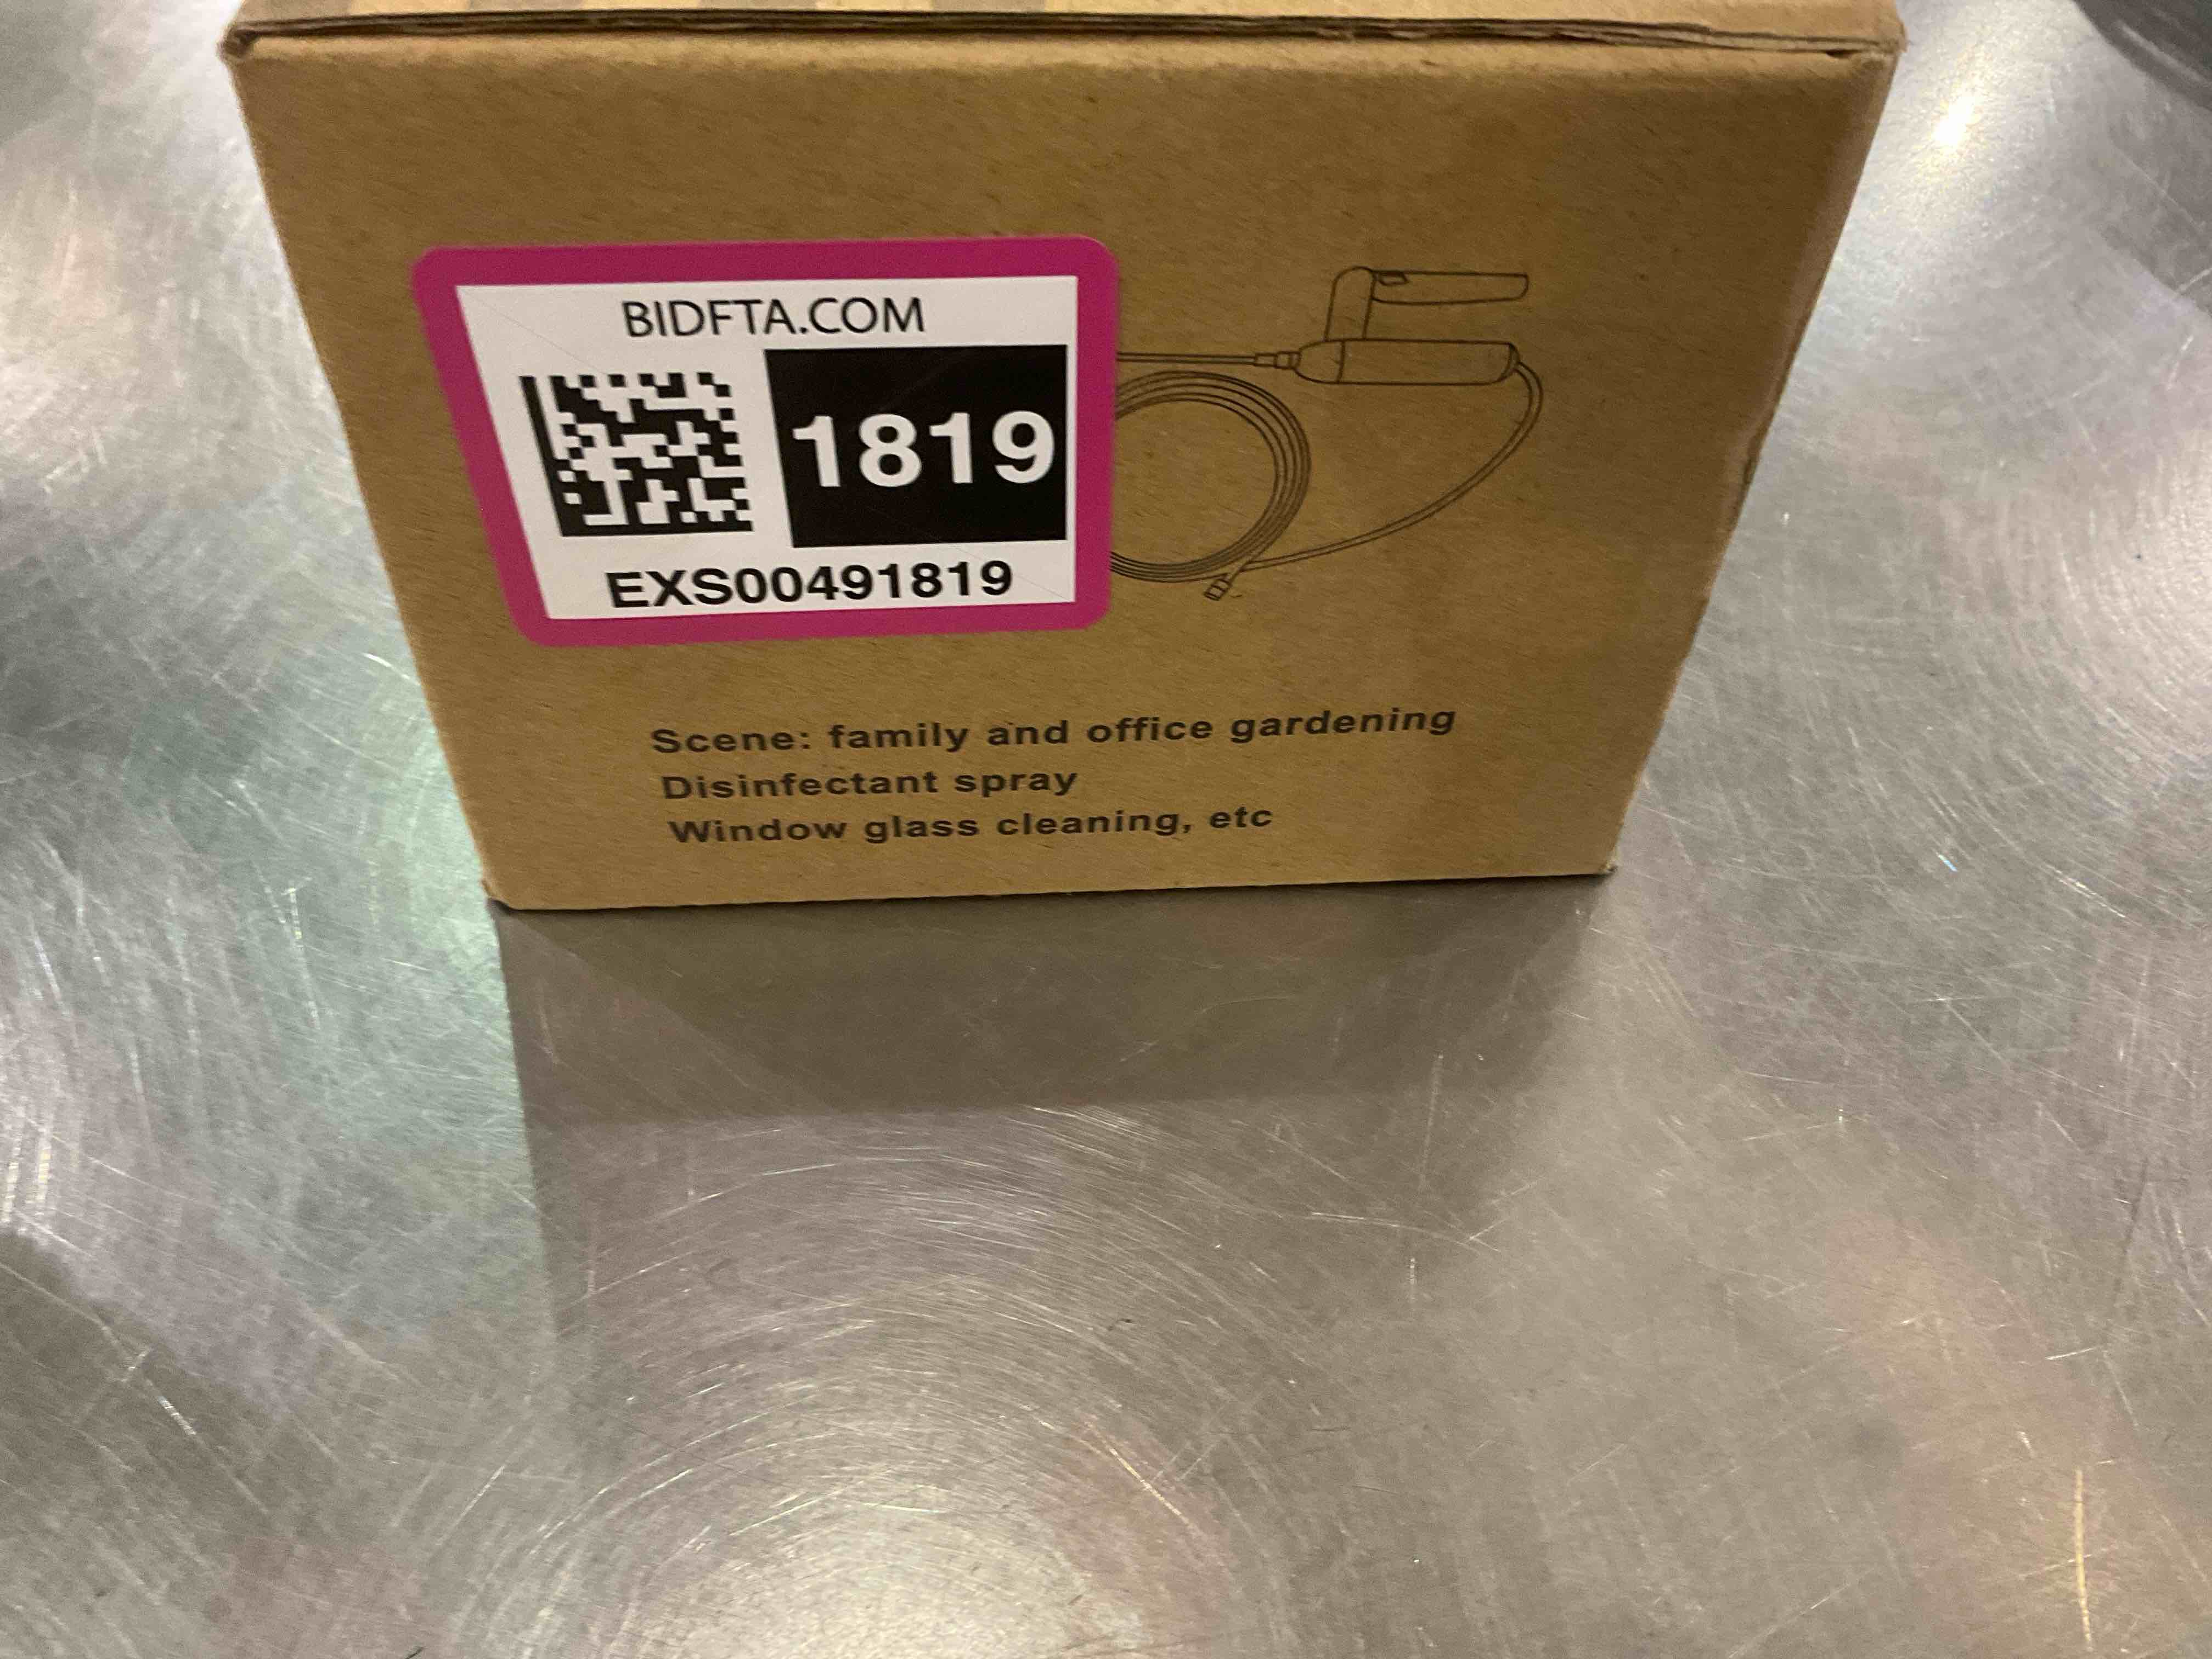 BIDFTA.COM
1819
EXS00491819
Scene: family and office gardening
Disinfectant spray
Window glass cleaning, etc